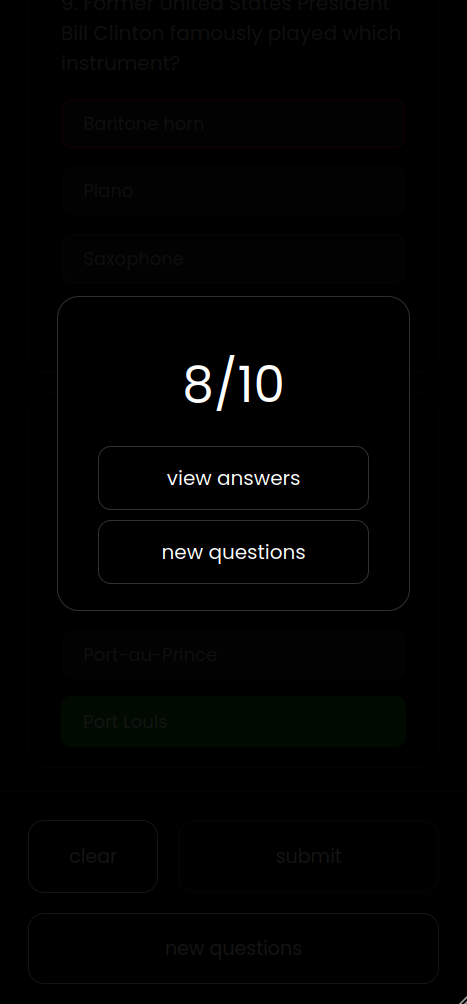 9. Former United States President
Bill Clinton famously played which
instrument?
Baritone horn
Piano
Saxophone
8/10
view answers
new questions
Port-au-Prince
Port Louis
clear
submit
new questions